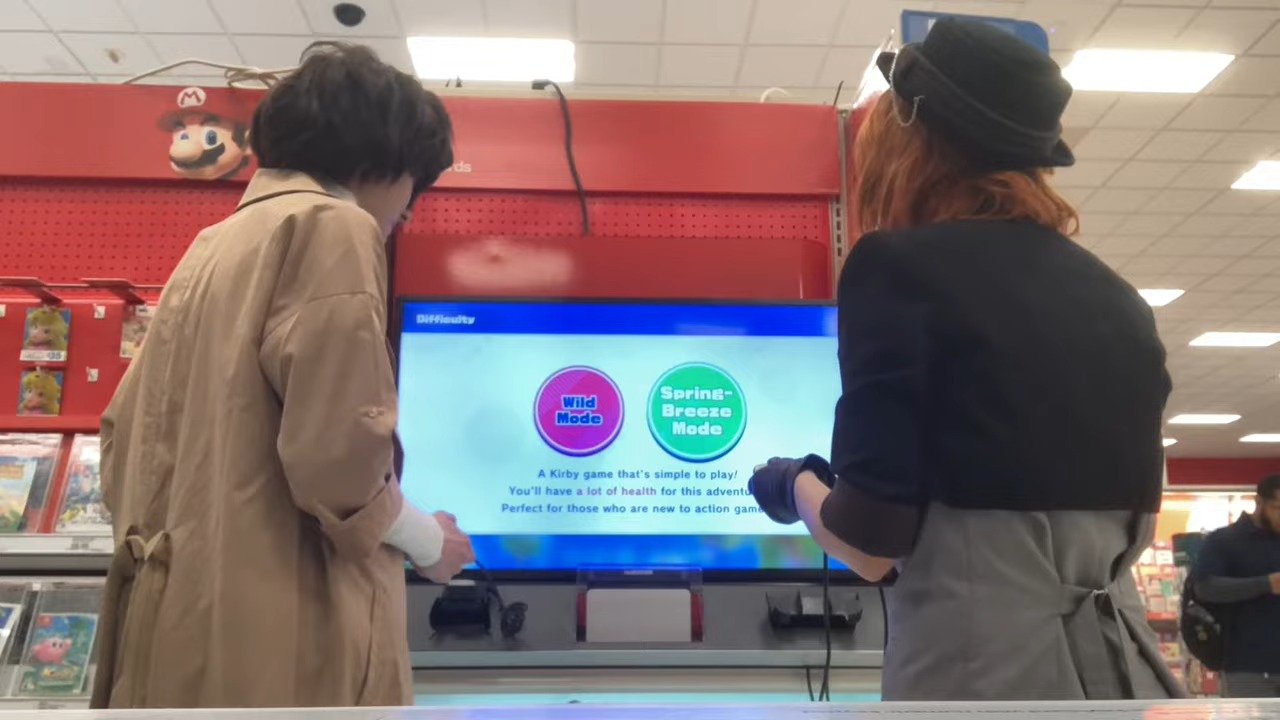 M
Difficulty
Wild
Mode
Spring-
Breeze
Mode
A Kirby game that's simple to play!
You'll have a lot of health for this
Perfect for those who are new to action